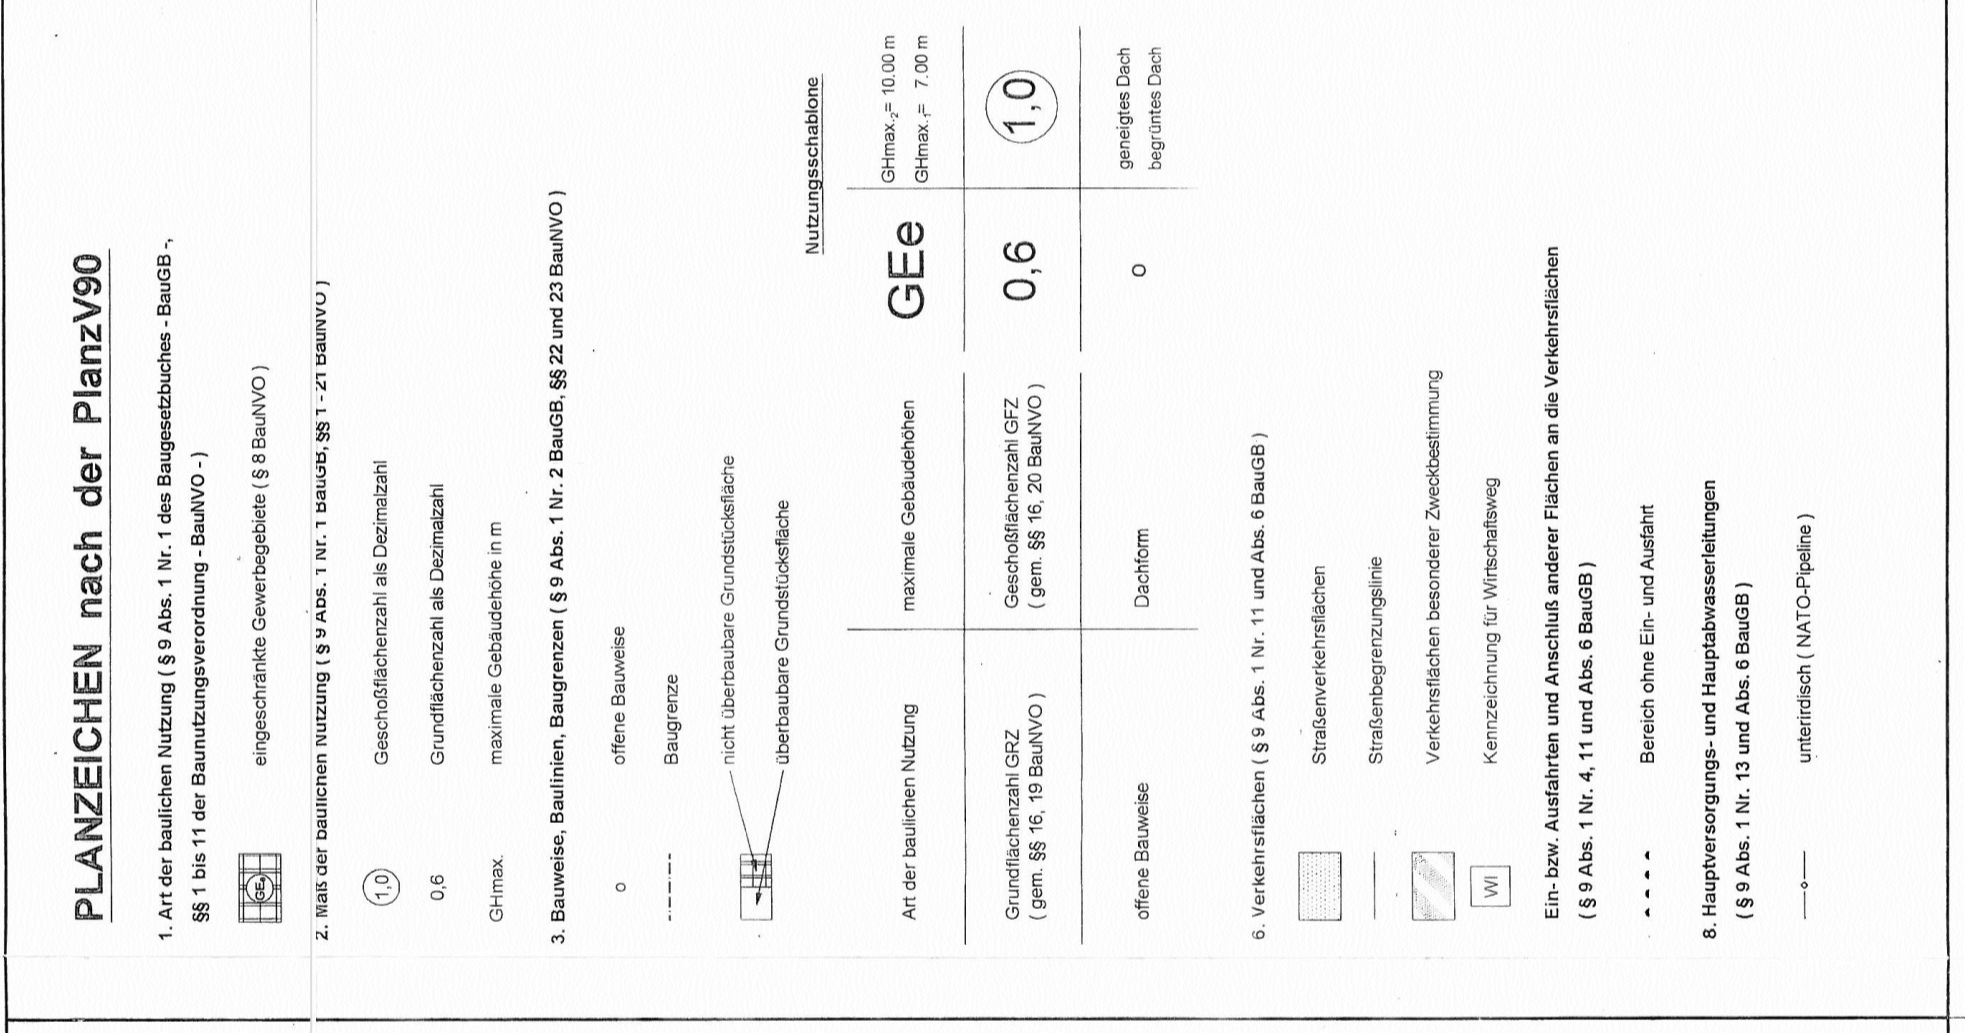 PLANZEICHEN nach der PlanzV90
1. Art der baulichen Nutzung ( § 9 Abs. 1 Nr. 1 des Baugesetzbuches - BauGB -,
§§ 1 bis 11 der Baunutzungsverordnung - BauNVO - )
GEe
eingeschränkte Gewerbegebiete ( § 8 BauNVO )
2. Maß der baulichen Nutzung ( § 9 Abs. 1 Nr. 1 BauGB, §§ 1 - 21 BauNVO )
1,0
Geschoßflächenzahl als Dezimalzahl
0,6
Grundflächenzahl als Dezimalzahl
GHmax.
maximale Gebäudehöhe in m
3. Bauweise, Baulinien, Baugrenzen ( § 9 Abs. 1 Nr. 2 BauGB, §§ 22 und 23 BauNVO )
o
offene Bauweise
Baugrenze
nicht überbaubare Grundstücksfläche
überbaubare Grundstücksfläche
Nutzungsschablone
Art der baulichen Nutzung
maximale Gebäudehöhen
GEe
GHmax.2= 10.00 m
GHmax.1= 7.00 m
Grundflächenzahl GRZ
( gem. §§ 16, 19 BauNVO )
Geschoßflächenzahl GFZ
( gem. §§ 16, 20 BauNVO )
0,6
1,0
offene Bauweise
Dachform
o
geneigtes Dach
begrüntes Dach
6. Verkehrsflächen ( § 9 Abs. 1 Nr. 11 und Abs. 6 BauGB )
Straßenverkehrsflächen
Straßenbegrenzungslinie
Verkehrsflächen besonderer Zweckbestimmung
WI
Kennzeichnung für Wirtschaftsweg
Ein- bzw. Ausfahrten und Anschluß anderer Flächen an die Verkehrsflächen
( § 9 Abs. 1 Nr. 4, 11 und Abs. 6 BauGB )
Bereich ohne Ein- und Ausfahrt
8. Hauptversorgungs- und Hauptabwasserleitungen
( § 9 Abs. 1 Nr. 13 und Abs. 6 BauGB )
unterirdisch ( NATO-Pipeline )